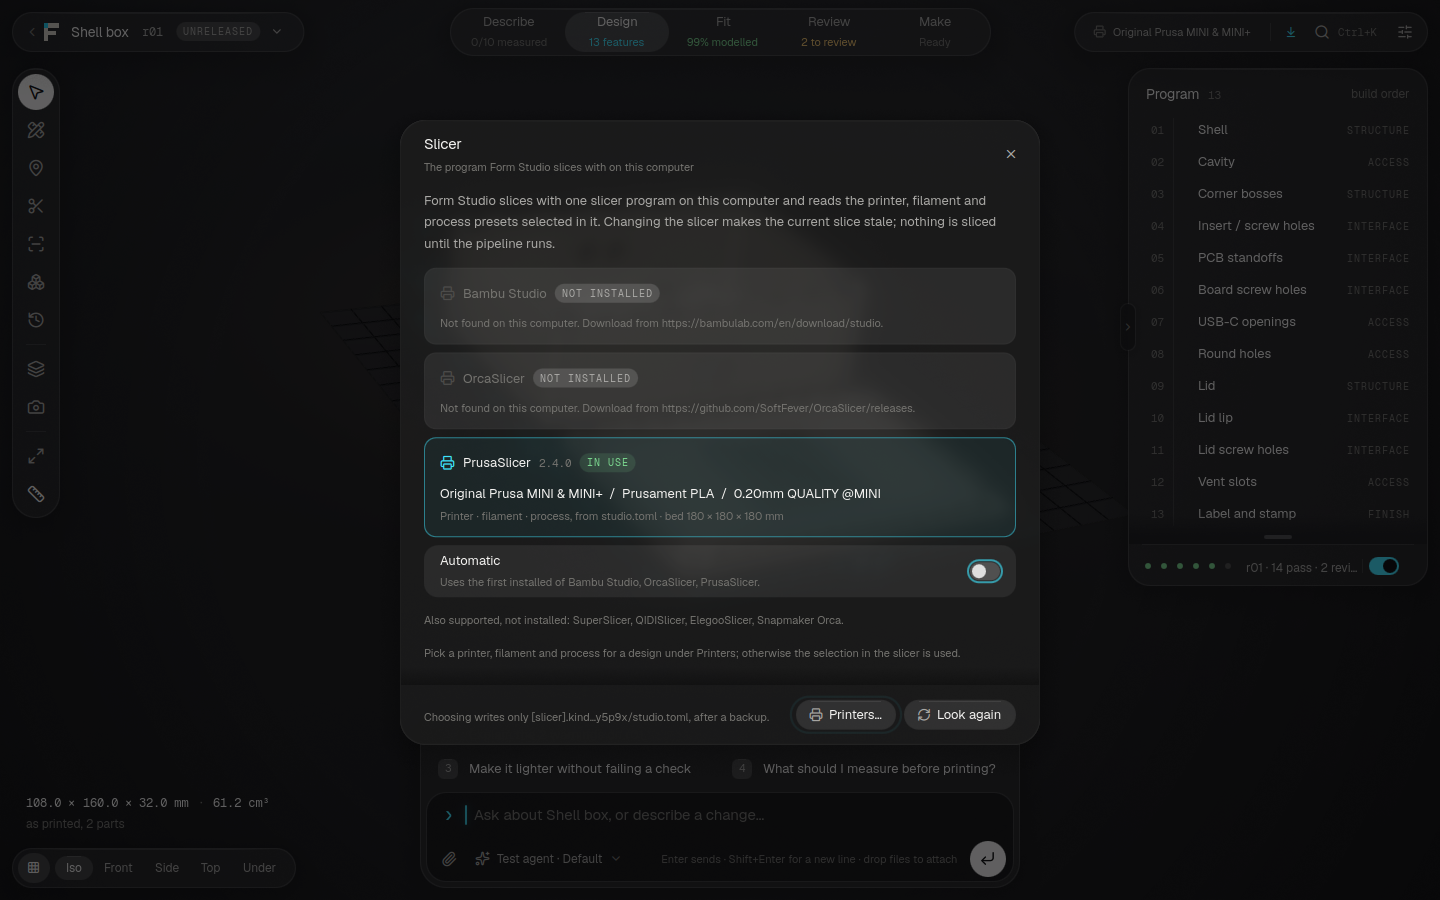 Shell box r01 UNRELEASED
Describe
0/10 measured
Design
13 features
Fit
99% modelled
Review
2 to review
Make
Ready
Original Prusa MINI & MINI+
Ctrl+K
Program 13 build order
01 Shell STRUCTURE
02 Cavity ACCESS
03 Corner bosses STRUCTURE
04 Insert / screw holes INTERFACE
05 PCB standoffs INTERFACE
06 Board screw holes INTERFACE
07 USB-C openings ACCESS
08 Round holes ACCESS
09 Lid STRUCTURE
10 Lid lip INTERFACE
11 Lid screw holes INTERFACE
12 Vent slots ACCESS
13 Label and stamp FINISH
r01 · 14 pass · 2 revi...
Slicer
The program Form Studio slices with on this computer
Form Studio slices with one slicer program on this computer and reads the printer, filament and
process presets selected in it. Changing the slicer makes the current slice stale; nothing is sliced
until the pipeline runs.
Bambu Studio NOT INSTALLED
Not found on this computer. Download from https://bambulab.com/en/download/studio.
OrcaSlicer NOT INSTALLED
Not found on this computer. Download from https://github.com/SoftFever/OrcaSlicer/releases.
PrusaSlicer 2.4.0 IN USE
Original Prusa MINI & MINI+ / Prusament PLA / 0.20mm QUALITY @MINI
Printer · filament · process, from studio.toml · bed 180 × 180 × 180 mm
Automatic
Uses the first installed of Bambu Studio, OrcaSlicer, PrusaSlicer.
Also supported, not installed: SuperSlicer, QIDISlicer, ElegooSlicer, Snapmaker Orca.
Pick a printer, filament and process for a design under Printers; otherwise the selection in the slicer is used.
Choosing writes only [slicer].kind...y5p9x/studio.toml, after a backup.
Printers...
Look again
3 Make it lighter without failing a check
4 What should I measure before printing?
Ask about Shell box, or describe a change...
Test agent · Default
Enter sends · Shift+Enter for a new line · drop files to attach
108.0 × 160.0 × 32.0 mm · 61.2 cm³
as printed, 2 parts
Iso Front Side Top Under